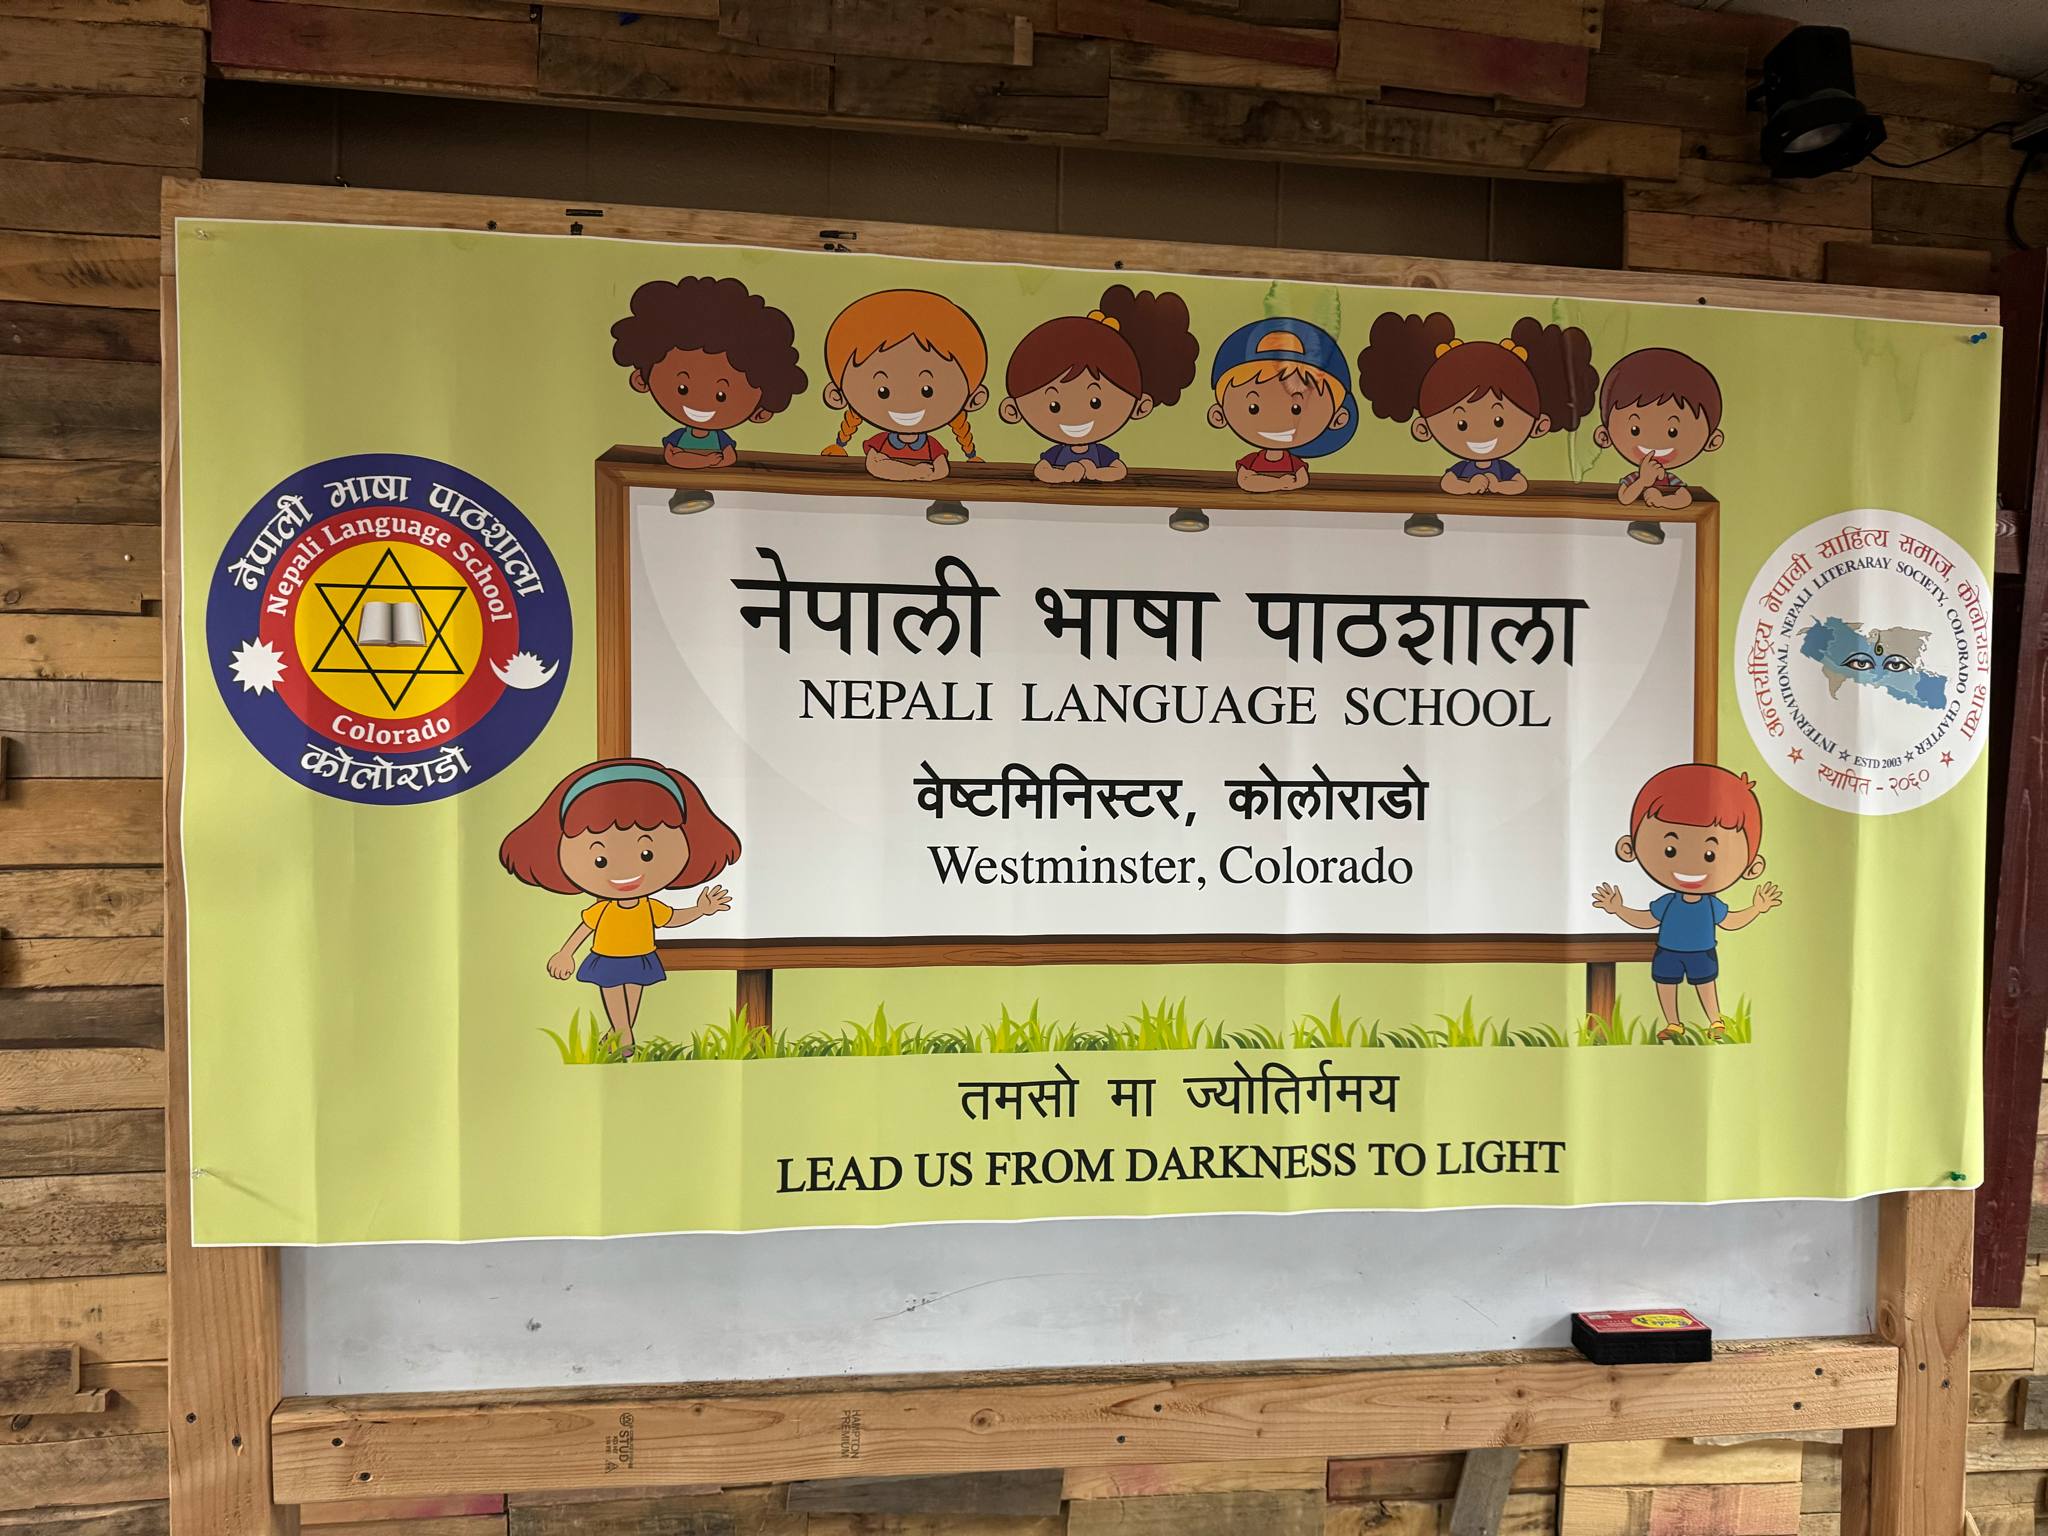 नेपाली भाषा पाठशाला
Nepali Language School
Colorado
कोलोराडो
नेपाली भाषा पाठशाला
NEPALI LANGUAGE SCHOOL
वेष्टमिनिस्टर, कोलोराडो
Westminster, Colorado
अन्तर्राष्ट्रिय नेपाली साहित्य समाज, कोलोराडो शाखा
INTERNATIONAL NEPALI LITERARAY SOCIETY, COLORADO CHAPTER
ESTD 2003
स्थापित - २०६०
तमसो मा ज्योतिर्गमय
LEAD US FROM DARKNESS TO LIGHT
STUD
HAMPTON
PREMIUM